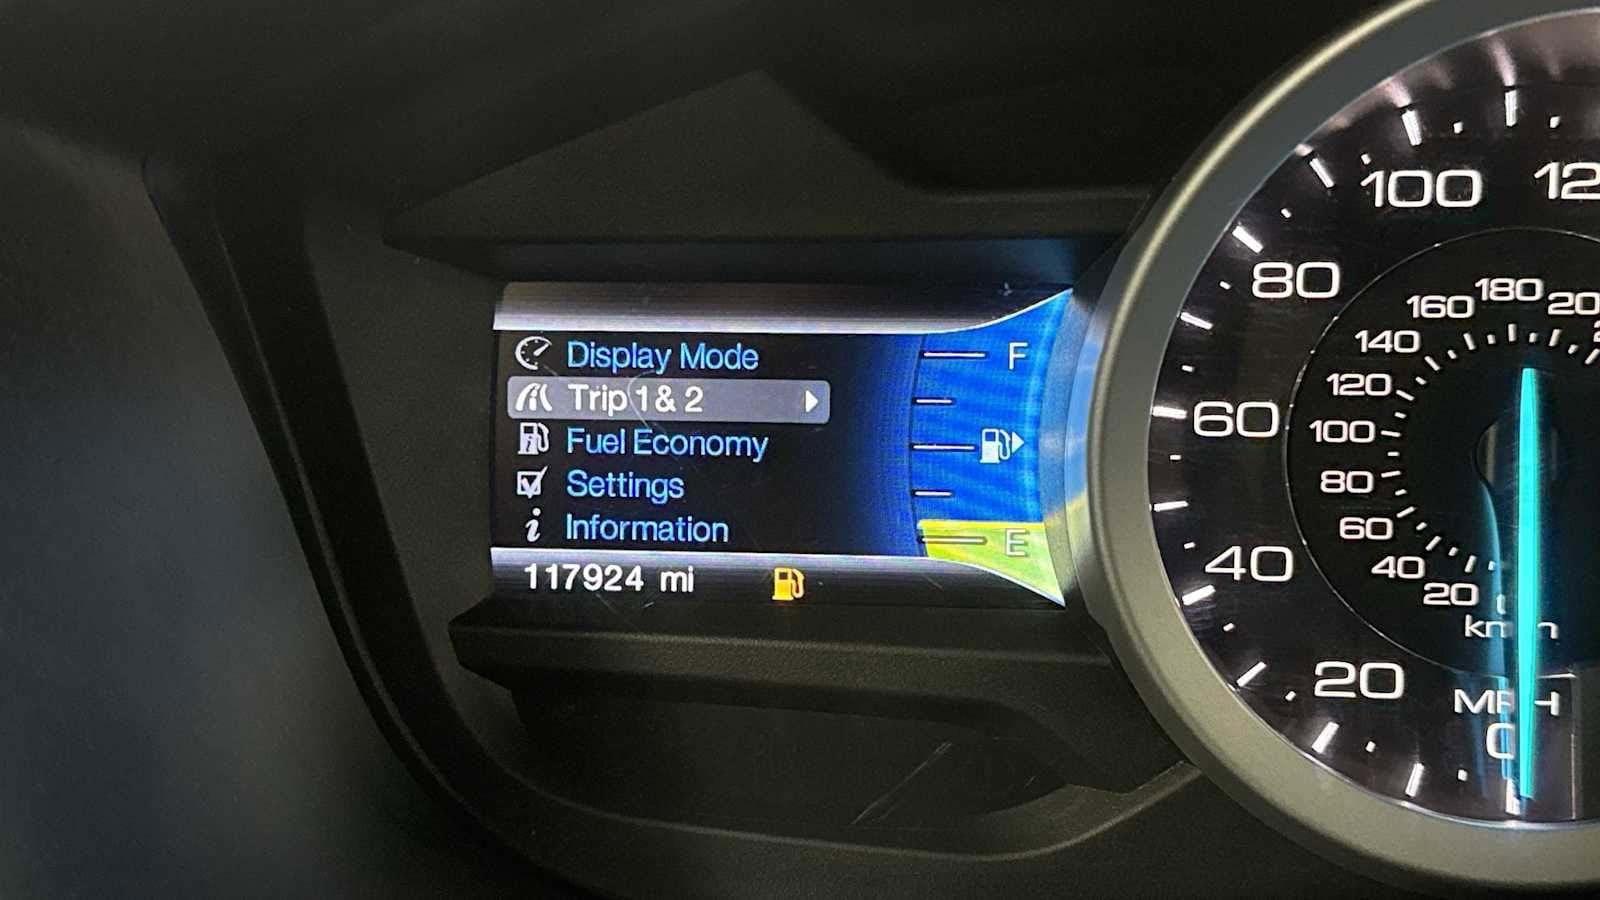 Display Mode
Trip 1 & 2
Fuel Economy
Settings
Information
117924 mi
F
E
100
80
60
40
20
MPH
0
180
160
140
120
100
80
60
40
20
km/h